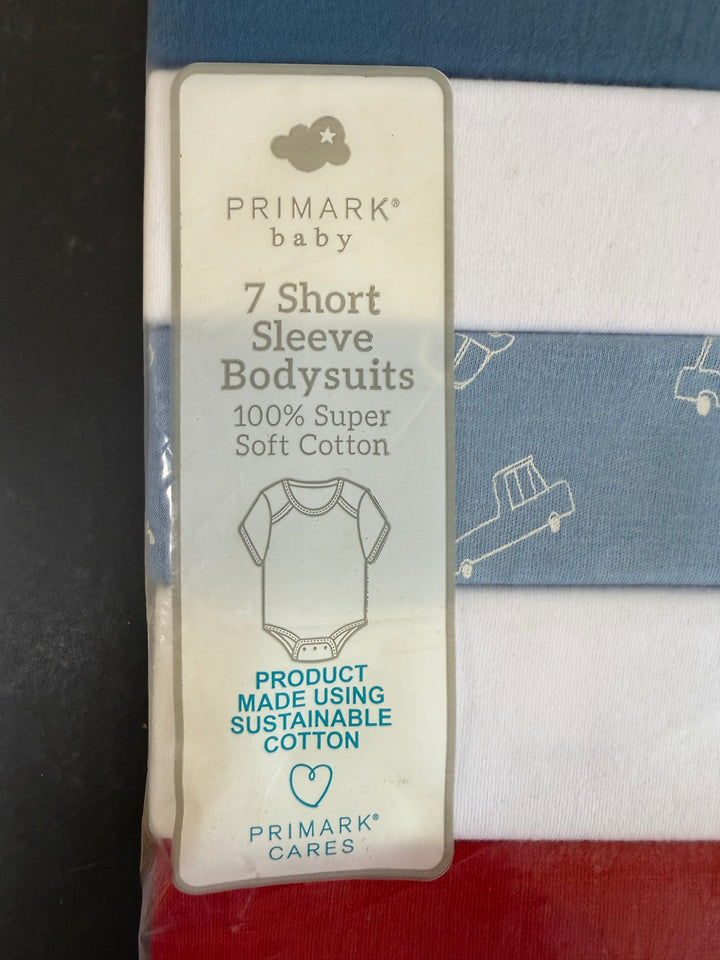 PRIMARK®
baby
7 Short
Sleeve
Bodysuits
100% Super
Soft Cotton
PRODUCT
MADE USING
SUSTAINABLE
COTTON
PRIMARK®
CARES